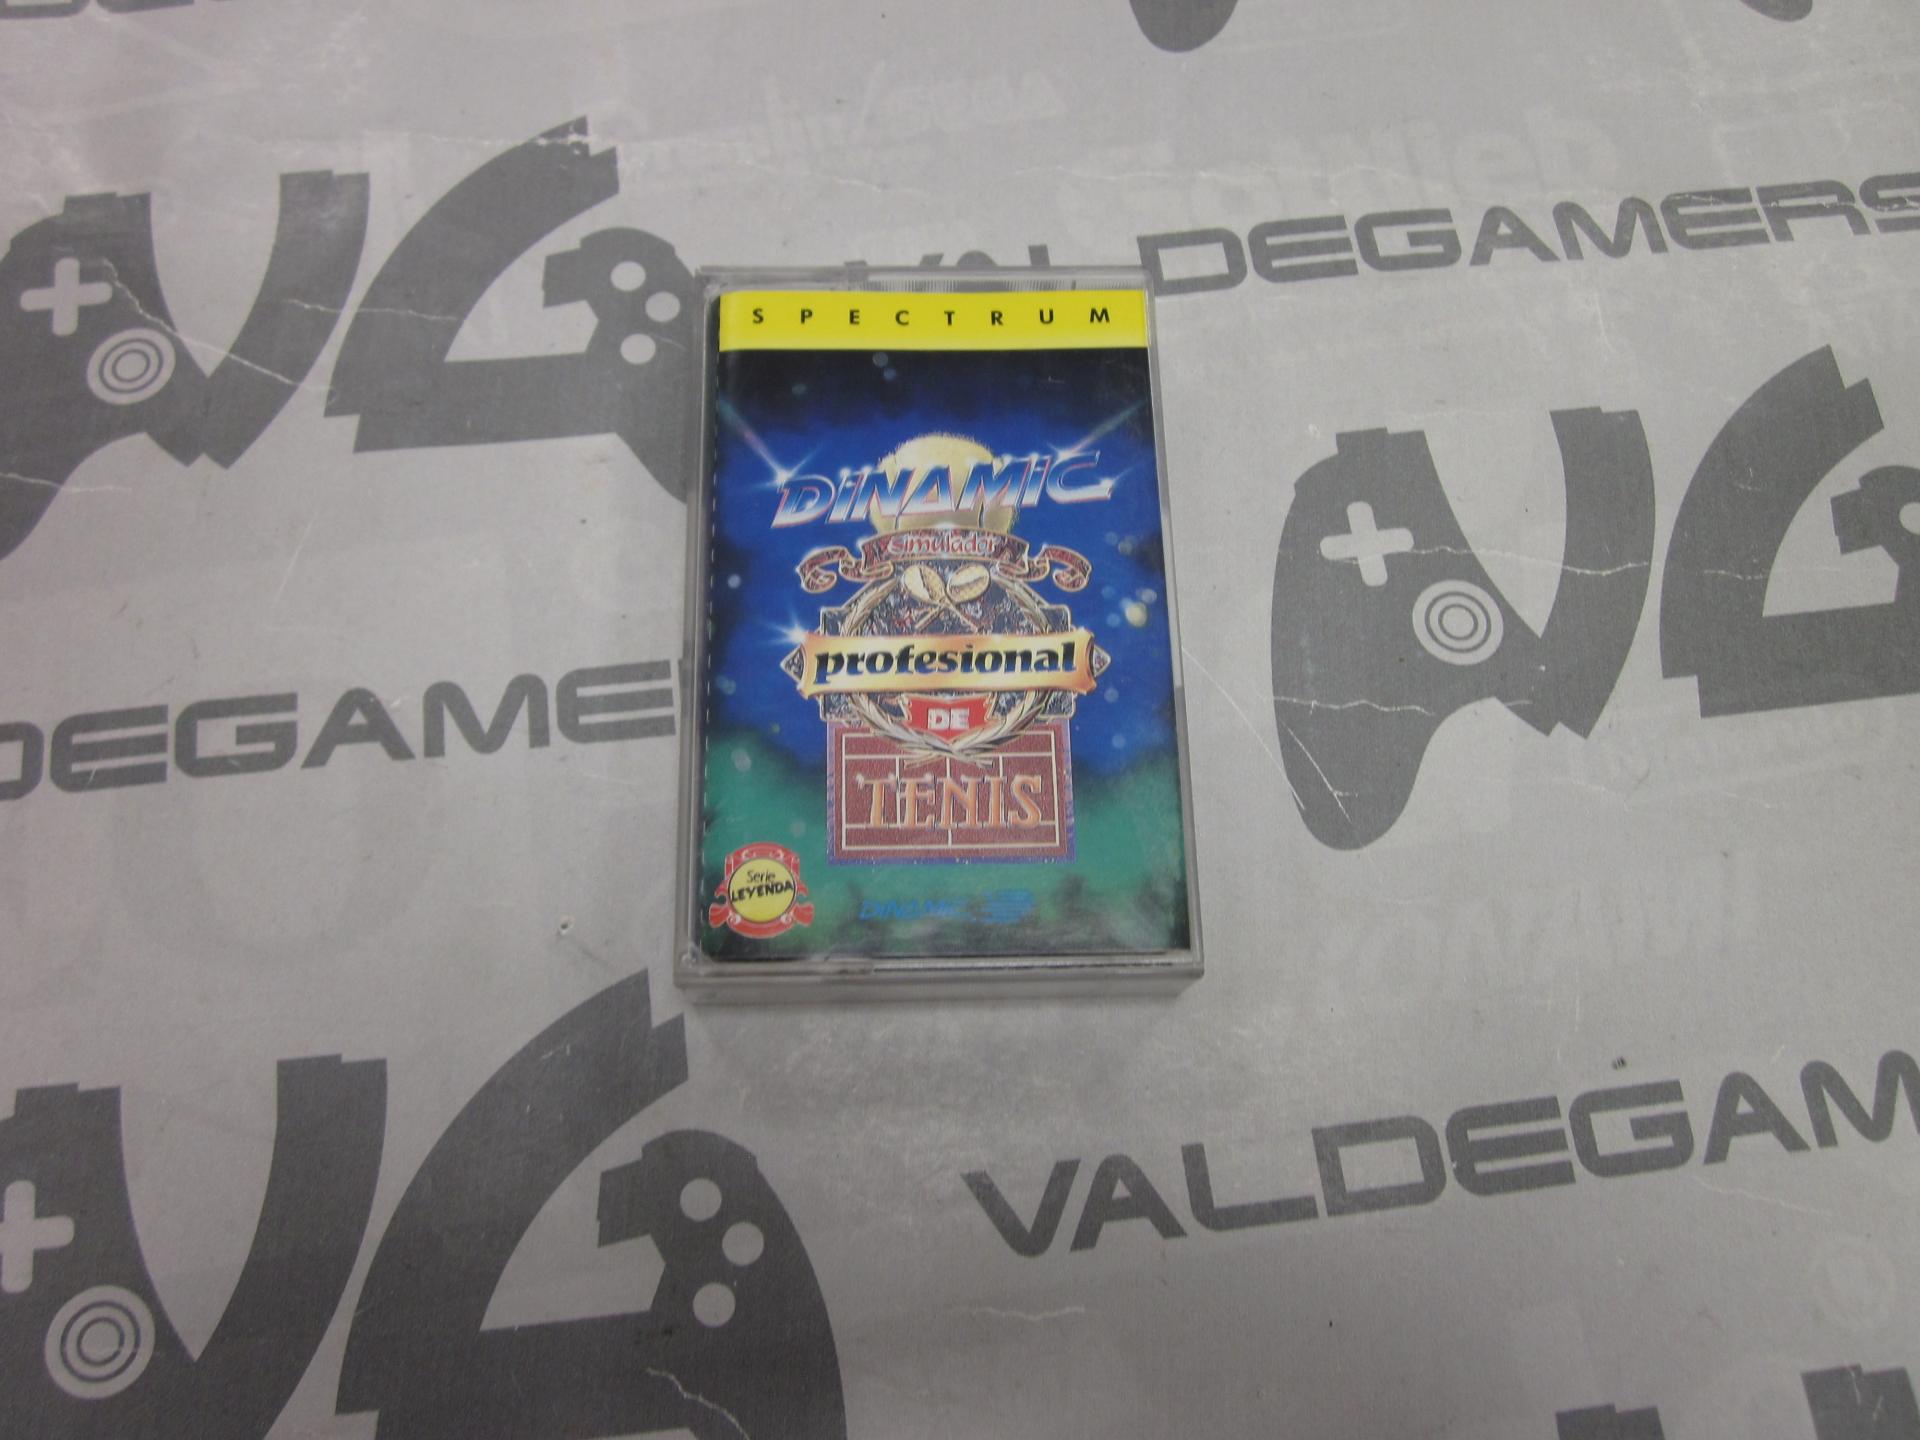 VALDEGAMERS
SPECTRUM
DINAMIC
simulador
profesional
DE
TENIS
Serie
LEYENDA
DINAMIC
DEGAME
VALDEGAM